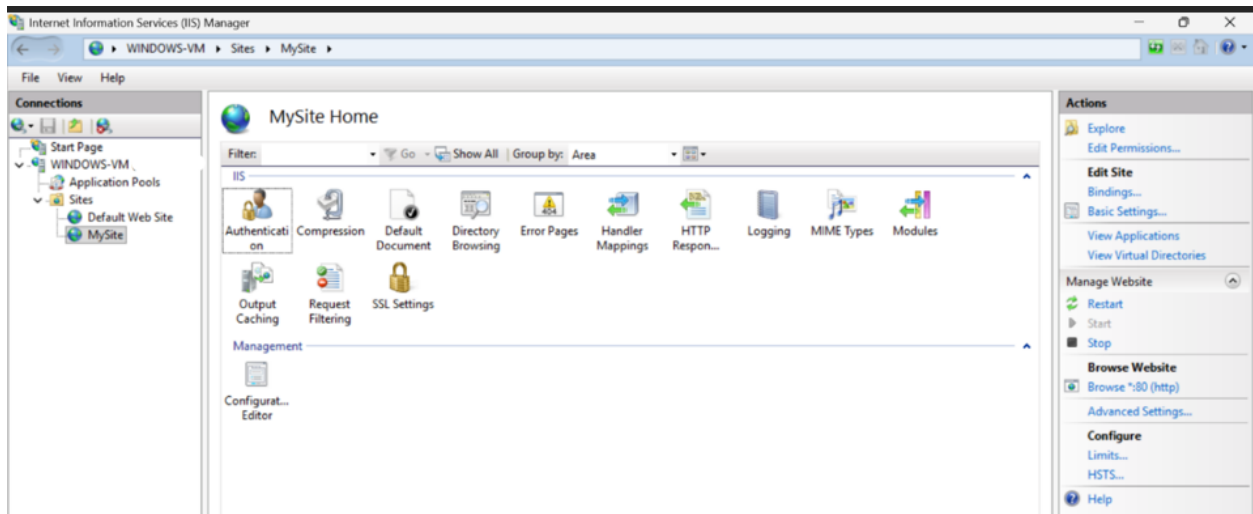 Internet Information Services (IIS) Manager
WINDOWS-VM Sites MySite
File View Help
Connections
Start Page
WINDOWS-VM
Application Pools
Sites
Default Web Site
MySite
MySite Home
Filter: Go Show All Group by: Area
IIS
Authenticati
on
Compression
Default
Document
Directory
Browsing
Error Pages
Handler
Mappings
HTTP
Respon...
Logging
MIME Types
Modules
Output
Caching
Request
Filtering
SSL Settings
Management
Configurat...
Editor
Actions
Explore
Edit Permissions...
Edit Site
Bindings...
Basic Settings...
View Applications
View Virtual Directories
Manage Website
Restart
Start
Stop
Browse Website
Browse *:80 (http)
Advanced Settings...
Configure
Limits...
HSTS...
Help